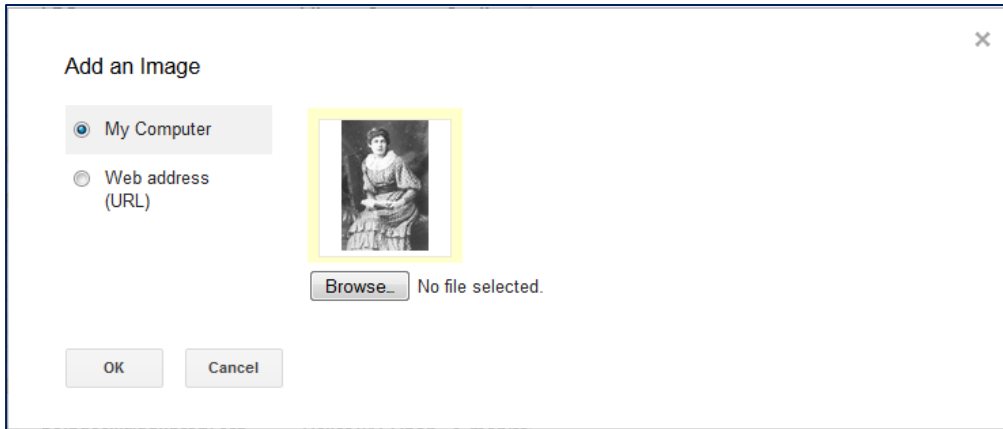 Add an Image
My Computer
Web address
(URL)
Browse…
No file selected.
OK
Cancel